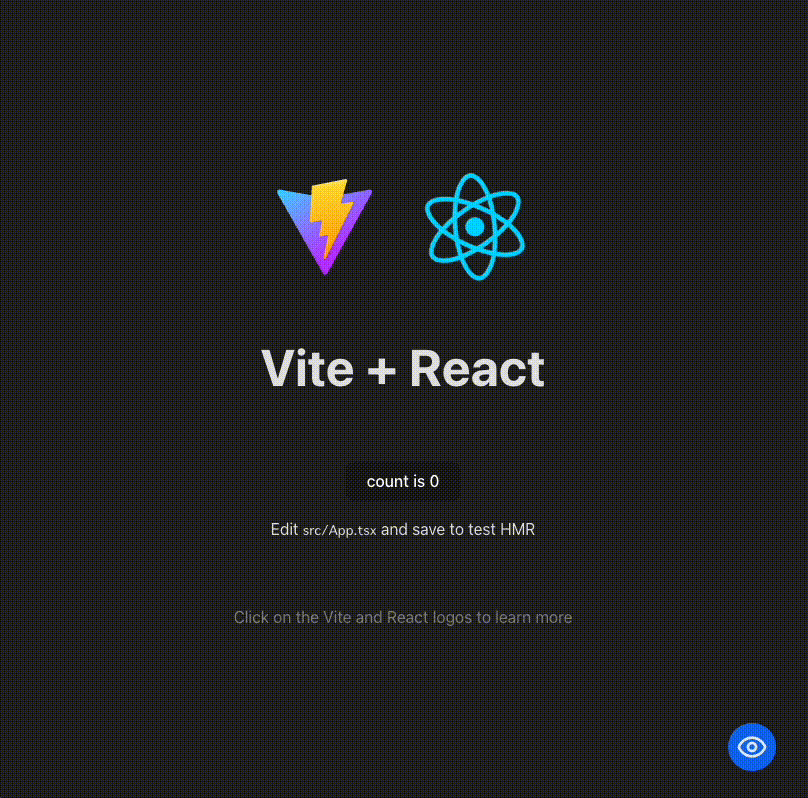 Vite + React
count is 0
Edit src/App.tsx and save to test HMR
Click on the Vite and React logos to learn more